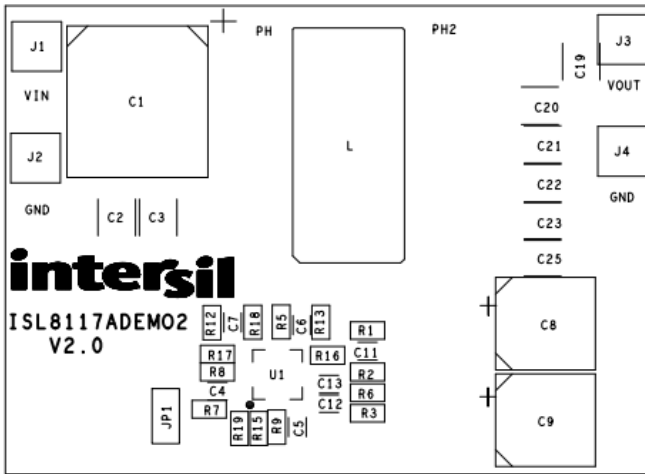 PH
PH2
J1
J3
C19
VIN
C1
VOUT
C20
L
J2
C21
J4
C22
GND
GND
C2
C3
C23
C25
intersil
ISL8117ADEMO2
V2.0
R12
C7
R18
R5
C6
R13
R1
C8
R17
R16
C11
R8
U1
R2
C4
C13
R6
JP1
R7
C12
R3
R19
R15
R9
C5
C9